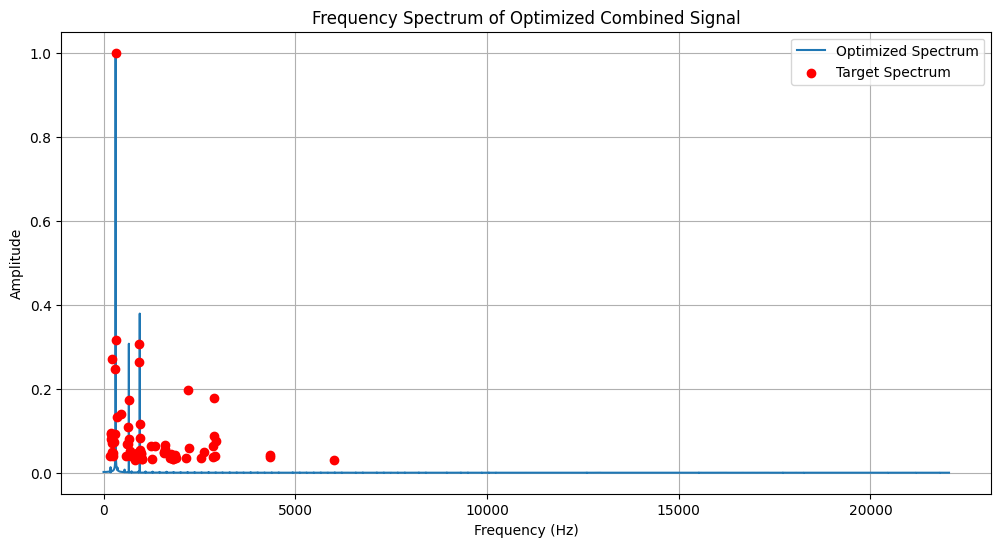 Frequency Spectrum of Optimized Combined Signal
Optimized Spectrum
Target Spectrum
Amplitude
1.0
0.8
0.6
0.4
0.2
0.0
0
5000
10000
15000
20000
Frequency (Hz)